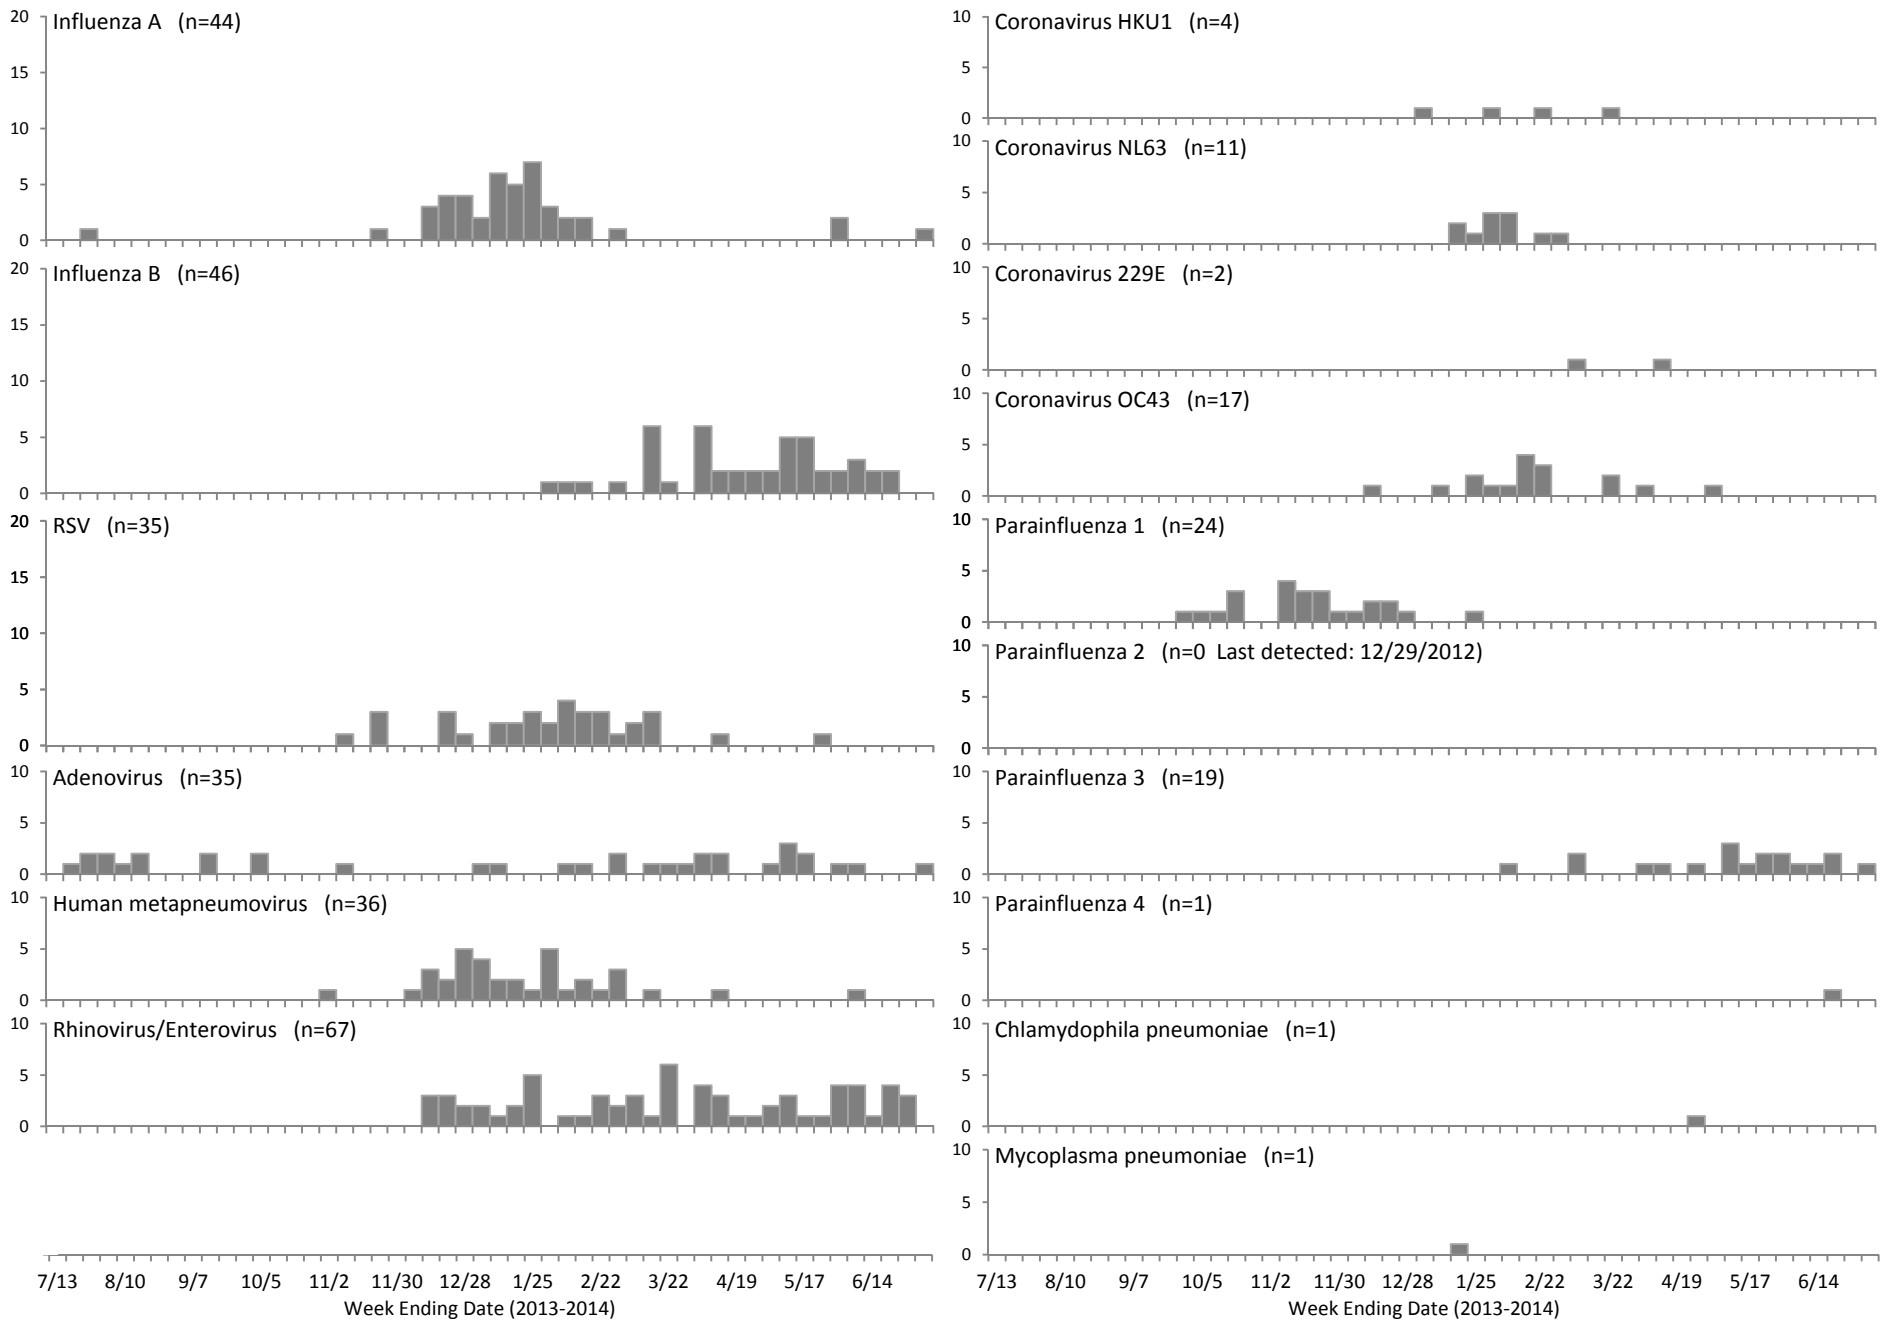 20
15
10
5
0
Influenza A (n=44)
20
15
10
5
0
Influenza B (n=46)
20
15
10
5
0
RSV (n=35)
10
5
0
Adenovirus (n=35)
10
5
0
Human metapneumovirus (n=36)
10
5
0
Rhinovirus/Enterovirus (n=67)
7/13 8/10 9/7 10/5 11/2 11/30 12/28 1/25 2/22 3/22 4/19 5/17 6/14
Week Ending Date (2013-2014)
10
5
0
Coronavirus HKU1 (n=4)
10
5
0
Coronavirus NL63 (n=11)
10
5
0
Coronavirus 229E (n=2)
10
5
0
Coronavirus OC43 (n=17)
10
5
0
Parainfluenza 1 (n=24)
10
5
0
Parainfluenza 2 (n=0 Last detected: 12/29/2012)
10
5
0
Parainfluenza 3 (n=19)
10
5
0
Parainfluenza 4 (n=1)
10
5
0
Chlamydophila pneumoniae (n=1)
10
5
0
Mycoplasma pneumoniae (n=1)
7/13 8/10 9/7 10/5 11/2 11/30 12/28 1/25 2/22 3/22 4/19 5/17 6/14
Week Ending Date (2013-2014)